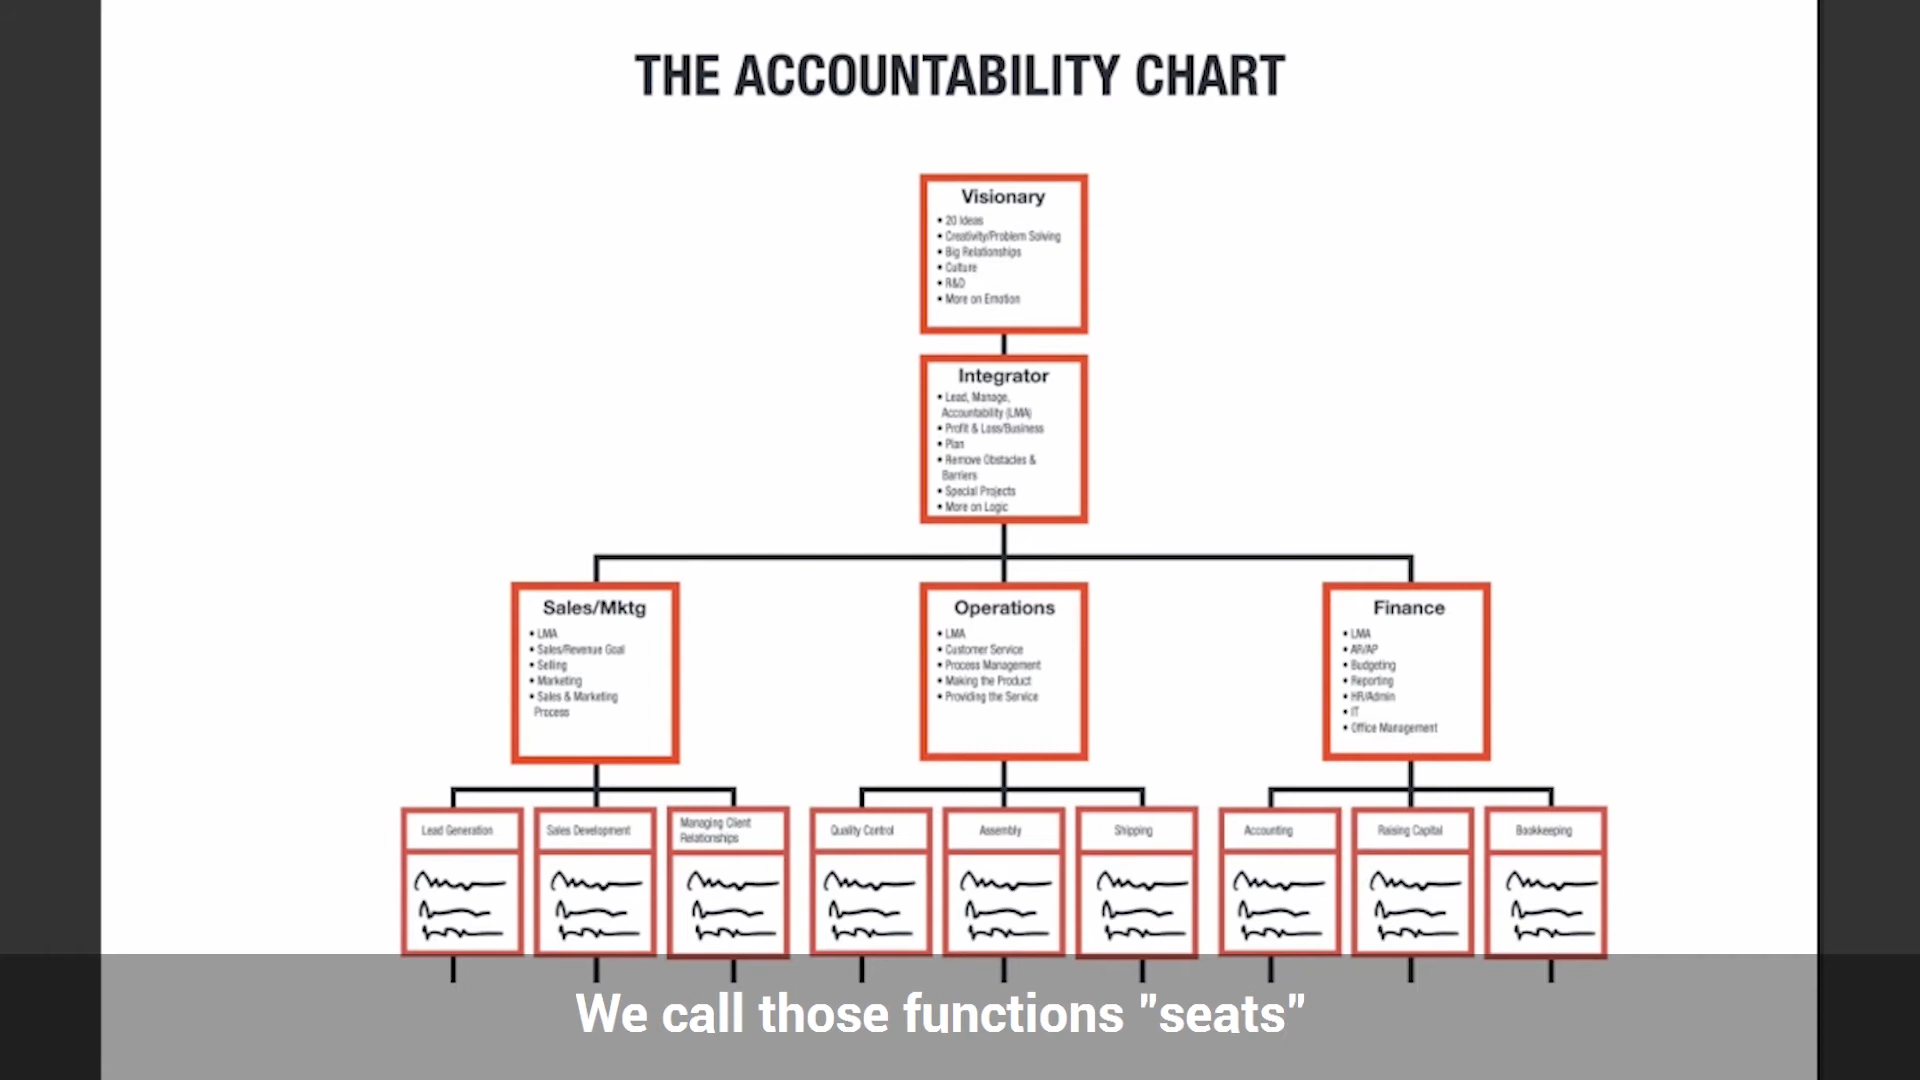 THE ACCOUNTABILITY CHART
Visionary
• 20 Ideas
• Creativity/Problem Solving
• Big Relationships
• Culture
• R&D
• More on Emotion
Integrator
• Lead, Manage,
Accountability (LMA)
• Profit & Loss/Business
• Plan
• Remove Obstacles &
Barriers
• Special Projects
• More on Logic
Sales/Mktg
• LMA
• Sales/Revenue Goal
• Selling
• Marketing
• Sales & Marketing
Process
Operations
• LMA
• Customer Service
• Process Management
• Making the Product
• Providing the Service
Finance
• LMA
• AR/AP
• Budgeting
• Reporting
• HR/Admin
• IT
• Office Management
Lead Generation
Sales Development
Managing Client
Relationships
Quality Control
Assembly
Shipping
Accounting
Raising Capital
Bookkeeping
We call those functions "seats"